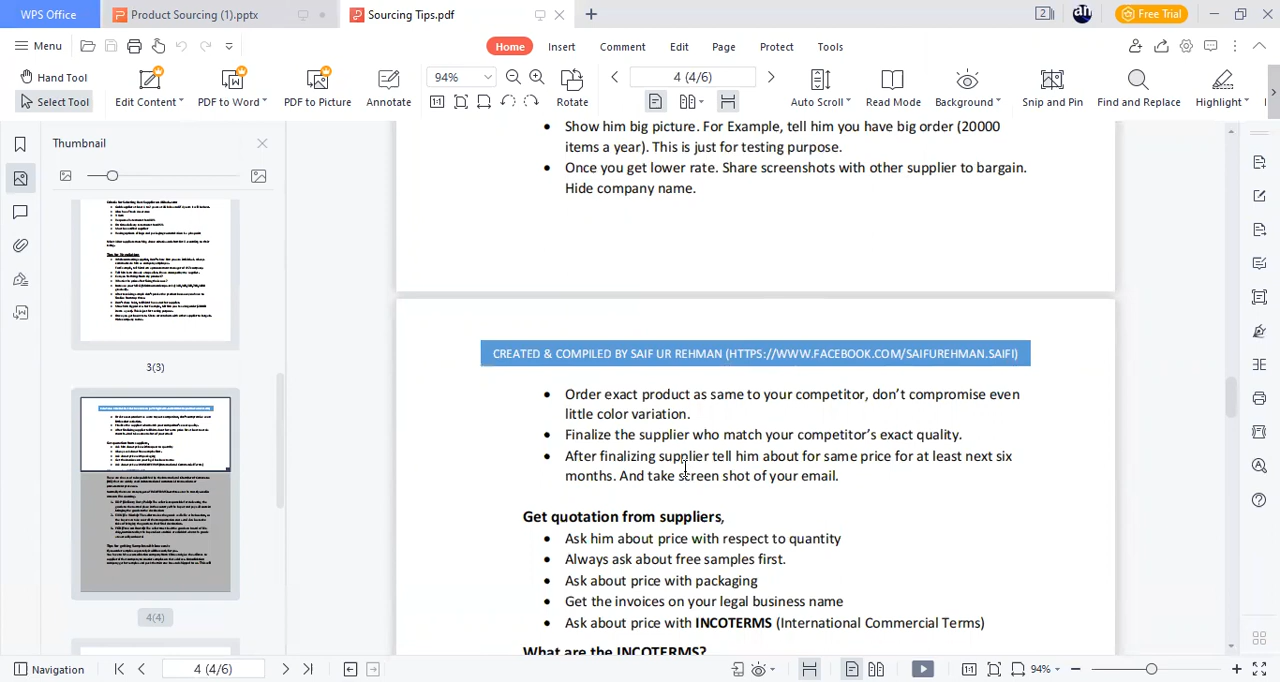 WPS Office
Product Sourcing (1).pptx
Sourcing Tips.pdf
2
Free Trial
Menu
Home
Insert
Comment
Edit
Page
Protect
Tools
Hand Tool
Select Tool
Edit Content
PDF to Word
PDF to Picture
Annotate
94%
Rotate
4 (4/6)
Auto Scroll
Read Mode
Background
Snip and Pin
Find and Replace
Highlight
Thumbnail
3(3)
4(4)
• Show him big picture. For Example, tell him you have big order (20000
items a year). This is just for testing purpose.
• Once you get lower rate. Share screenshots with other supplier to bargain.
Hide company name.
CREATED & COMPILED BY SAIF UR REHMAN (HTTPS://WWW.FACEBOOK.COM/SAIFUREHMAN.SAIFI)
• Order exact product as same to your competitor, don’t compromise even
little color variation.
• Finalize the supplier who match your competitor’s exact quality.
• After finalizing supplier tell him about for same price for at least next six
months. And take screen shot of your email.
Get quotation from suppliers,
• Ask him about price with respect to quantity
• Always ask about free samples first.
• Ask about price with packaging
• Get the invoices on your legal business name
• Ask about price with INCOTERMS (International Commercial Terms)
What are the INCOTERMS?
Navigation
4 (4/6)
94%